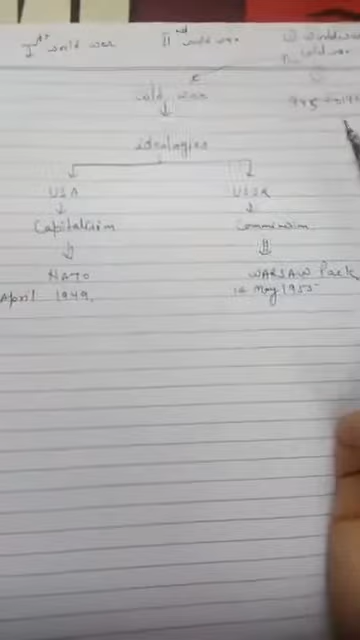 Ist world war IInd world war
cold war
ideologies
USA USSR
Capitalism Communism
NATO WARSAW Pack
April 1949, 14 May 1955